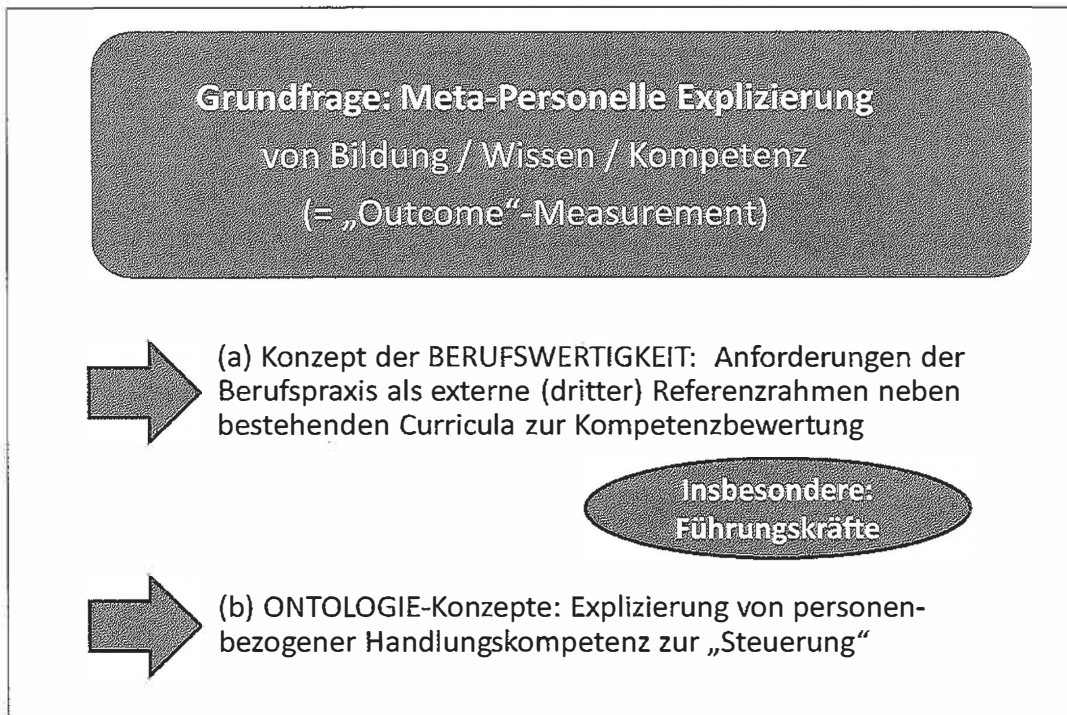 Grundfrage: Meta-Personelle Explizierung
von Bildung / Wissen / Kompetenz
(= „Outcome“-Measurement)
(a) Konzept der BERUFSWERTIGKEIT: Anforderungen der
Berufspraxis als externe (dritter) Referenzrahmen neben
bestehenden Curricula zur Kompetenzbewertung
Insbesondere:
Führungskräfte
(b) ONTOLOGIE-Konzepte: Explizierung von personen-
bezogener Handlungskompetenz zur „Steuerung“